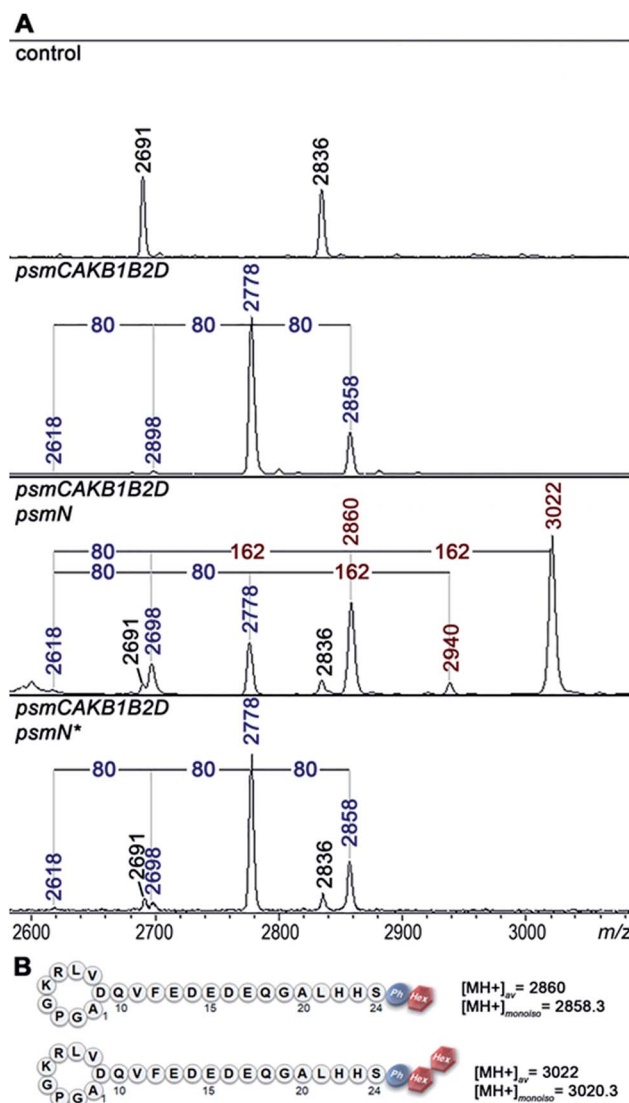 A
control
2691
2836
psmCAKB1B2D
2778
80 80 80
2858
2618
2898
psmCAKB1B2D
psmN
2860
3022
80 162 162
80 80 162
2618
2691
2698
2778
2836
2940
psmCAKB1B2D
psmN*
2778
80 80 80
2618
2691
2698
2836
2858
2600 2700 2800 2900 3000 m/z
B
R L V
K D Q V F E D E D E Q G A L H H S Ph Hex
G P G A
1 10 15 20 24
[MH+]av = 2860
[MH+]monoiso = 2858.3
Hex
R L V
K D Q V F E D E D E Q G A L H H S Ph Hex
G P G A
1 10 15 20 24
[MH+]av = 3022
[MH+]monoiso = 3020.3